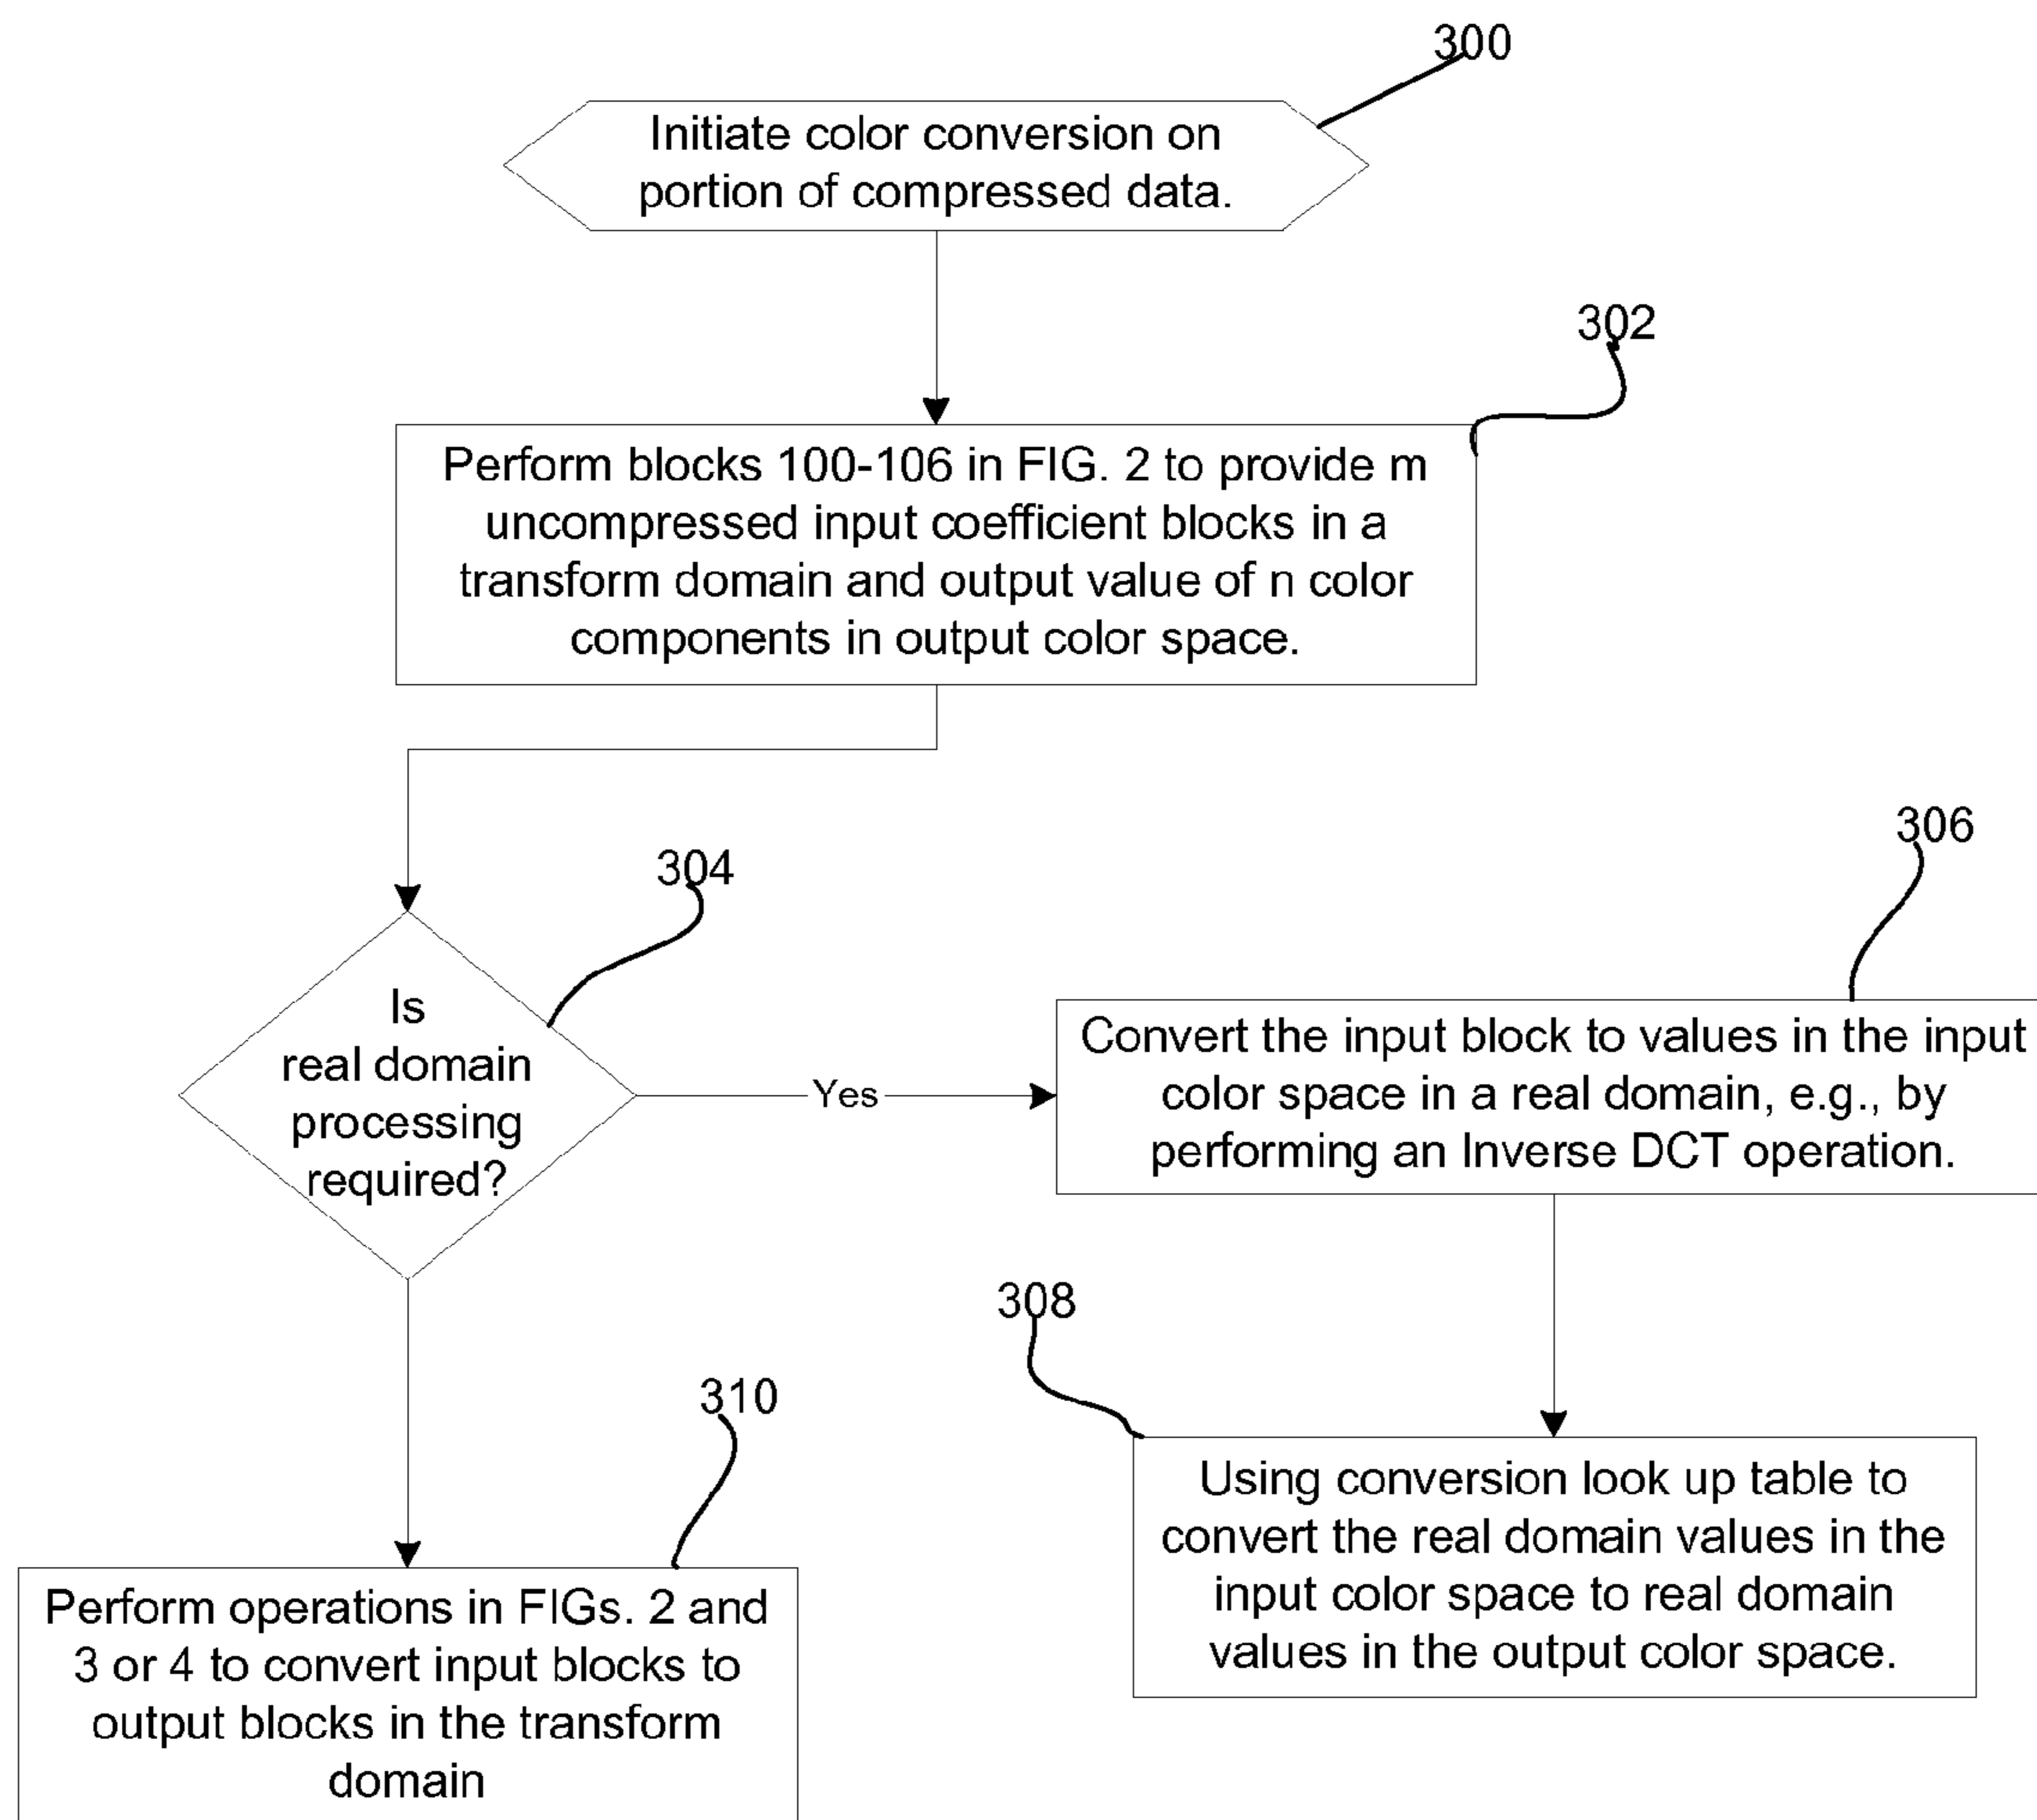 300
Initiate color conversion on
portion of compressed data.
302
Perform blocks 100-106 in FIG. 2 to provide m
uncompressed input coefficient blocks in a
transform domain and output value of n color
components in output color space.
304
Is
real domain
processing
required?
Yes
306
Convert the input block to values in the input
color space in a real domain, e.g., by
performing an Inverse DCT operation.
308
Using conversion look up table to
convert the real domain values in the
input color space to real domain
values in the output color space.
310
Perform operations in FIGs. 2 and
3 or 4 to convert input blocks to
output blocks in the transform
domain